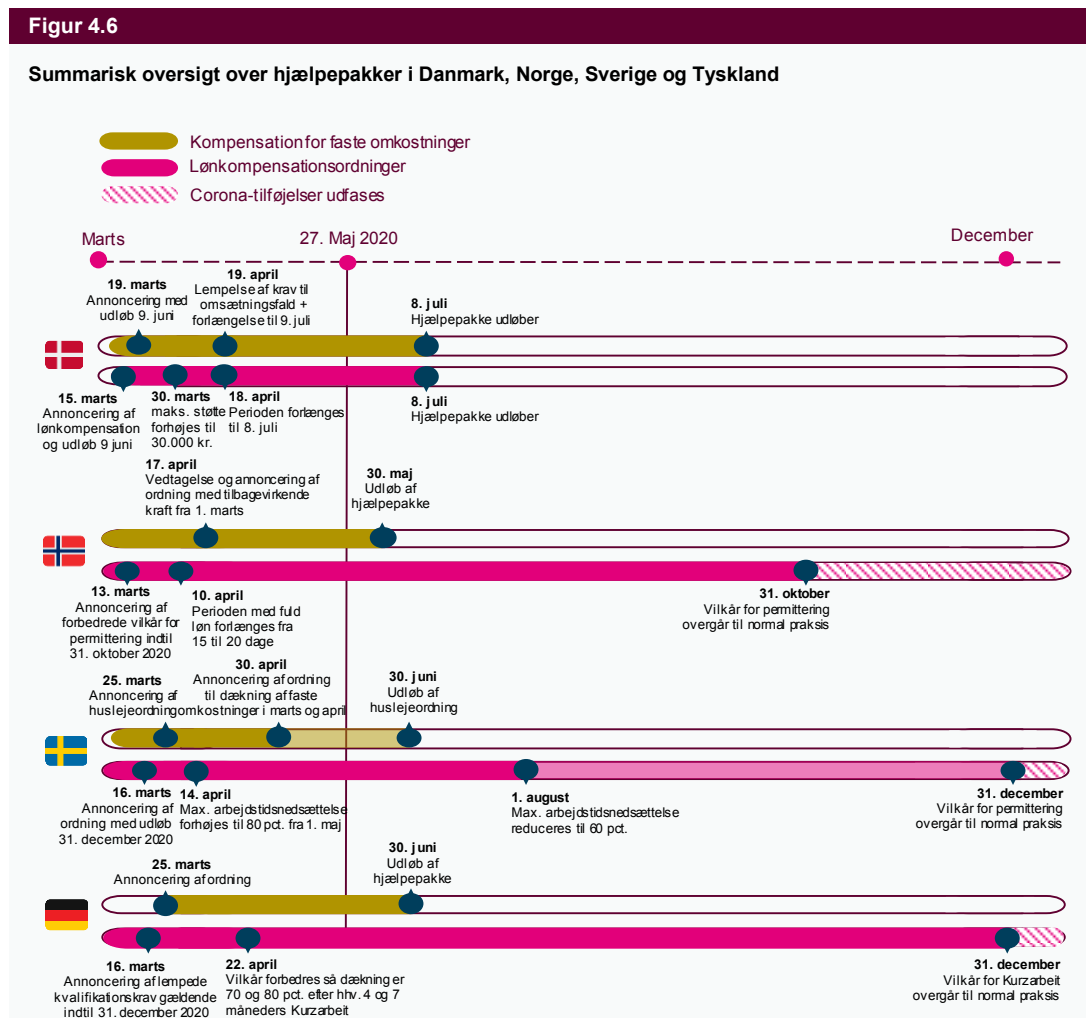 Figur 4.6
Summarisk oversigt over hjælpepakker i Danmark, Norge, Sverige og Tyskland
Kompensation for faste omkostninger
Lønkompensationsordninger
Corona-tilføjelser udfases
Marts
27. Maj 2020
December
19. marts
Annoncering med
udløb 9. juni
19. april
Lempelse af krav til
omsætningsfald +
forlængelse til 9. juli
8. juli
Hjælpepakke udløber
15. marts
Annoncering af
lønkompensation
og udløb 9 juni
30. marts
maks. støtte
forhøjes til
30.000 kr.
18. april
Perioden forlænges
til 8. juli
8. juli
Hjælpepakke udløber
17. april
Vedtagelse og annoncering af
ordning med tilbagevirkende
kraft fra 1. marts
30. maj
Udløb af
hjælpepakke
13. marts
Annoncering af
forbedrede vilkår for
permittering indtil
31. oktober 2020
10. april
Perioden med fuld
løn forlænges fra
15 til 20 dage
31. oktober
Vilkår for permittering
overgår til normal praksis
25. marts
Annoncering af
huslejeordning
30. april
Annoncering af ordning
til dækning af faste
omkostninger i marts og april
30. juni
Udløb af
huslejeordning
16. marts
Annoncering af
ordning med udløb
31. december 2020
14. april
Max. arbejdstidsnedsættelse
forhøjes til 80 pct. fra 1. maj
1. august
Max. arbejdstidsnedsættelse
reduceres til 60 pct.
31. december
Vilkår for permittering
overgår til normal praksis
25. marts
Annoncering af ordning
30. juni
Udløb af
hjælpepakke
16. marts
Annoncering af lempede
kvalifikationskrav gældende
indtil 31. december 2020
22. april
Vilkår forbedres så dækning er
70 og 80 pct. efter hhv. 4 og 7
måneders Kurzarbeit
31. december
Vilkår for Kurzarbeit
overgår til normal praksis